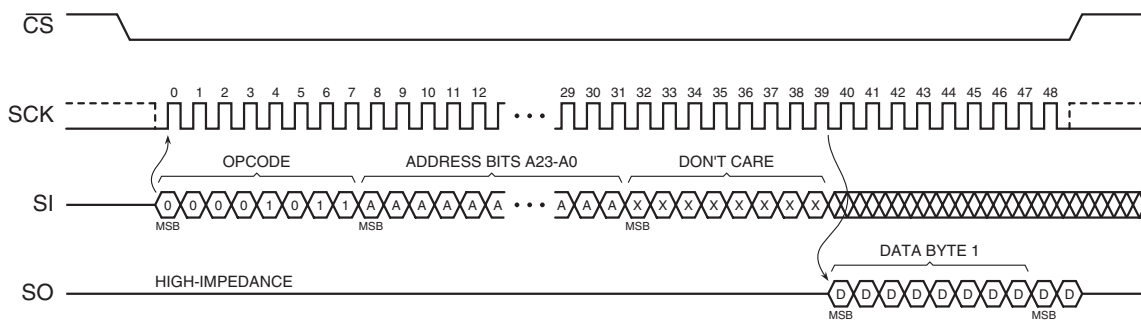 CS
SCK
0 1 2 3 4 5 6 7 8 9 10 11 12 29 30 31 32 33 34 35 36 37 38 39 40 41 42 43 44 45 46 47 48
OPCODE ADDRESS BITS A23-A0 DON'T CARE
SI
0 0 0 0 1 0 1 1 A A A A A A A A A X X X X X X X X
MSB MSB MSB
DATA BYTE 1
SO
HIGH-IMPEDANCE
D D D D D D D D D D
MSB MSB